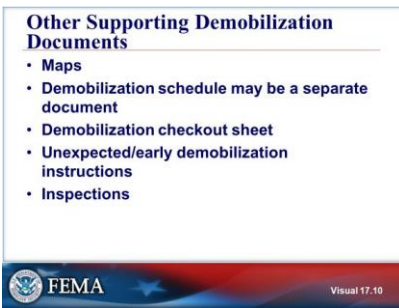 Other Supporting Demobilization
Documents
• Maps
• Demobilization schedule may be a separate
document
• Demobilization checkout sheet
• Unexpected/early demobilization
instructions
• Inspections
FEMA
Visual 17.10